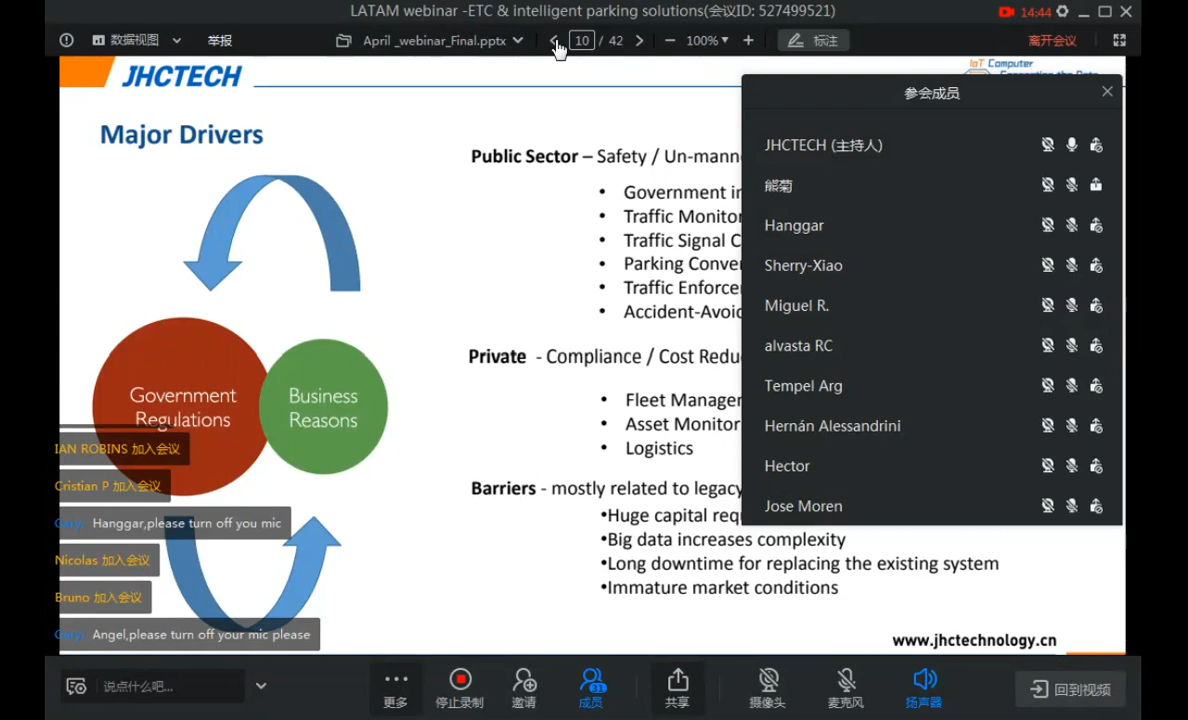 LATAM webinar -ETC & intelligent parking solutions(会议ID: 527499521)
14:44
数据视图
举报
April _webinar_Final.pptx
10 / 42
100%
标注
离开会议
JHCTECH
IoT Computer
Major Drivers
Public Sector – Safety / Un-mann
• Government in
• Traffic Monitor
• Traffic Signal C
• Parking Conver
• Traffic Enforce
• Accident-Avoid
Private - Compliance / Cost Redu
• Fleet Manager
• Asset Monitor
• Logistics
Barriers - mostly related to legacy
•Huge capital req
•Big data increases complexity
•Long downtime for replacing the existing system
•Immature market conditions
Government
Regulations
Business
Reasons
参会成员
JHCTECH (主持人)
熊菊
Hanggar
Sherry-Xiao
Miguel R.
alvasta RC
Tempel Arg
Hernán Alessandrini
Hector
Jose Moren
IAN ROBINS 加入会议
Cristian P 加入会议
Gary: Hanggar,please turn off you mic
Nicolas 加入会议
Bruno 加入会议
Gary: Angel,please turn off your mic please
www.jhctechnology.cn
说点什么吧...
更多
停止录制
邀请
成员
共享
摄像头
麦克风
扬声器
回到视频